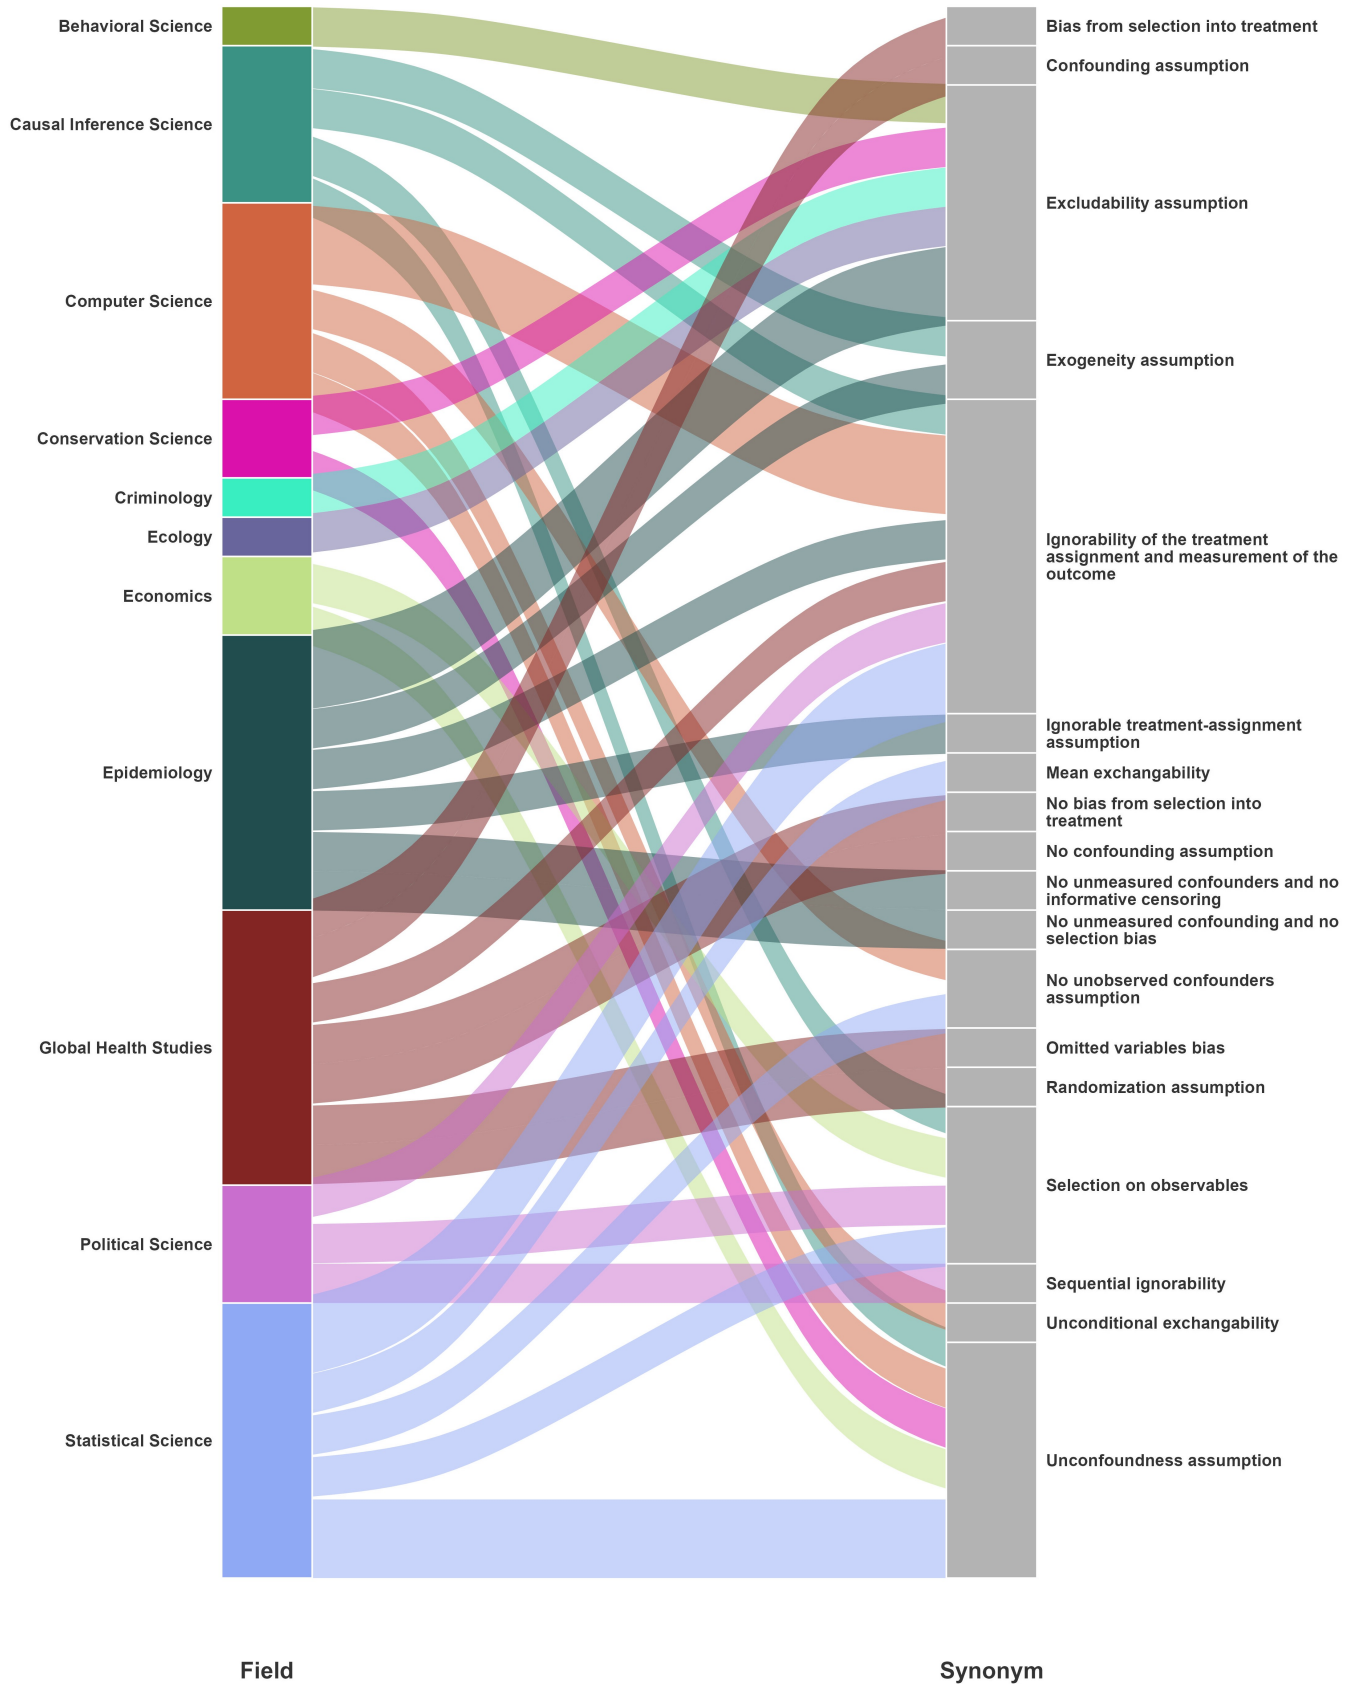 Behavioral Science
Causal Inference Science
Computer Science
Conservation Science
Criminology
Ecology
Economics
Epidemiology
Global Health Studies
Political Science
Statistical Science
Bias from selection into treatment
Confounding assumption
Excludability assumption
Exogeneity assumption
Ignorability of the treatment
assignment and measurement of the
outcome
Ignorable treatment-assignment
assumption
Mean exchangability
No bias from selection into
treatment
No confounding assumption
No unmeasured confounders and no
informative censoring
No unmeasured confounding and no
selection bias
No unobserved confounders
assumption
Omitted variables bias
Randomization assumption
Selection on observables
Sequential ignorability
Unconditional exchangability
Unconfoundness assumption
Field
Synonym